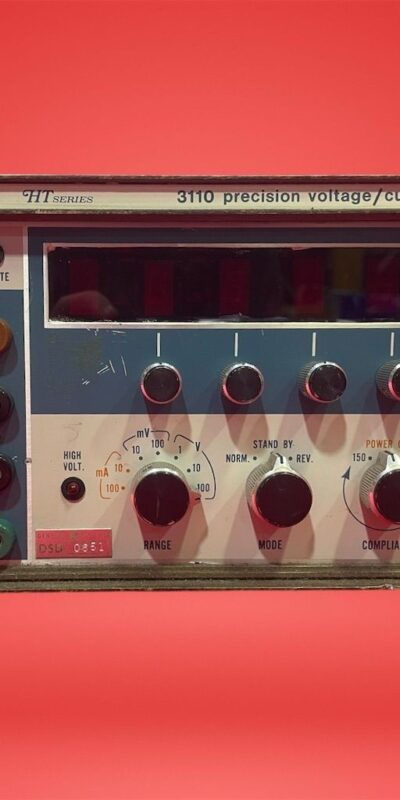 HT SERIES
3110 precision voltage/cu
TE
mV
10 100 1 V
mA 10 10
100 100
HIGH
VOLT.
RANGE
STAND BY
NORM. REV.
MODE
POWER O
150
COMPLIA
DSD 0651